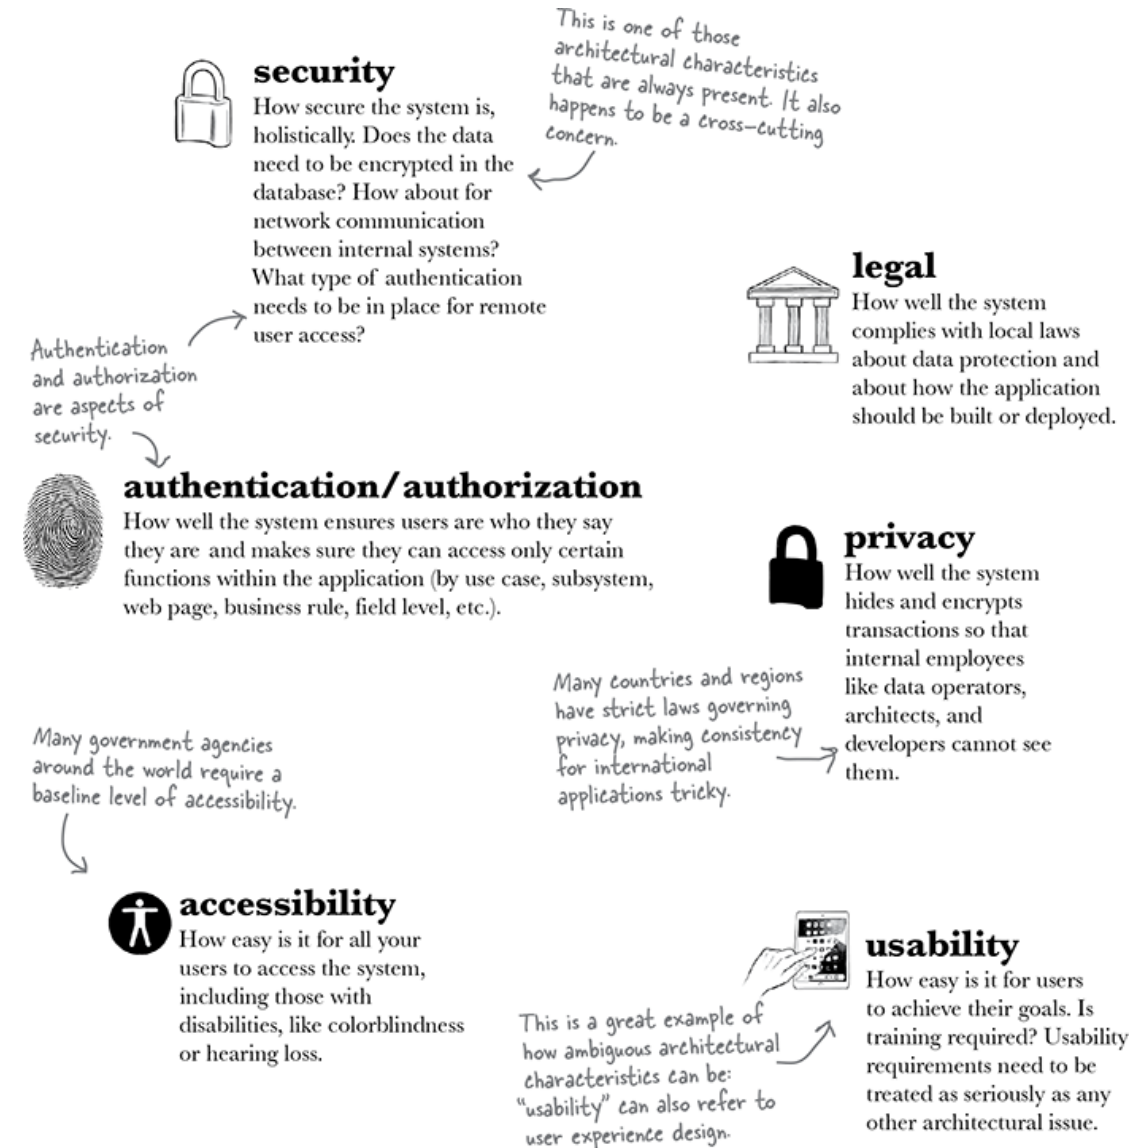 This is one of those
architectural characteristics
that are always present. It also
happens to be a cross-cutting
concern.
security
How secure the system is,
holistically. Does the data
need to be encrypted in the
database? How about for
network communication
between internal systems?
What type of authentication
needs to be in place for remote
user access?
legal
How well the system
complies with local laws
about data protection and
about how the application
should be built or deployed.
Authentication
and authorization
are aspects of
security.
authentication/authorization
How well the system ensures users are who they say
they are and makes sure they can access only certain
functions within the application (by use case, subsystem,
web page, business rule, field level, etc.).
privacy
How well the system
hides and encrypts
transactions so that
internal employees
like data operators,
architects, and
developers cannot see
them.
Many countries and regions
have strict laws governing
privacy, making consistency
for international
applications tricky.
Many government agencies
around the world require a
baseline level of accessibility.
accessibility
How easy is it for all your
users to access the system,
including those with
disabilities, like colorblindness
or hearing loss.
usability
How easy is it for users
to achieve their goals. Is
training required? Usability
requirements need to be
treated as seriously as any
other architectural issue.
This is a great example of
how ambiguous architectural
characteristics can be:
"usability" can also refer to
user experience design.